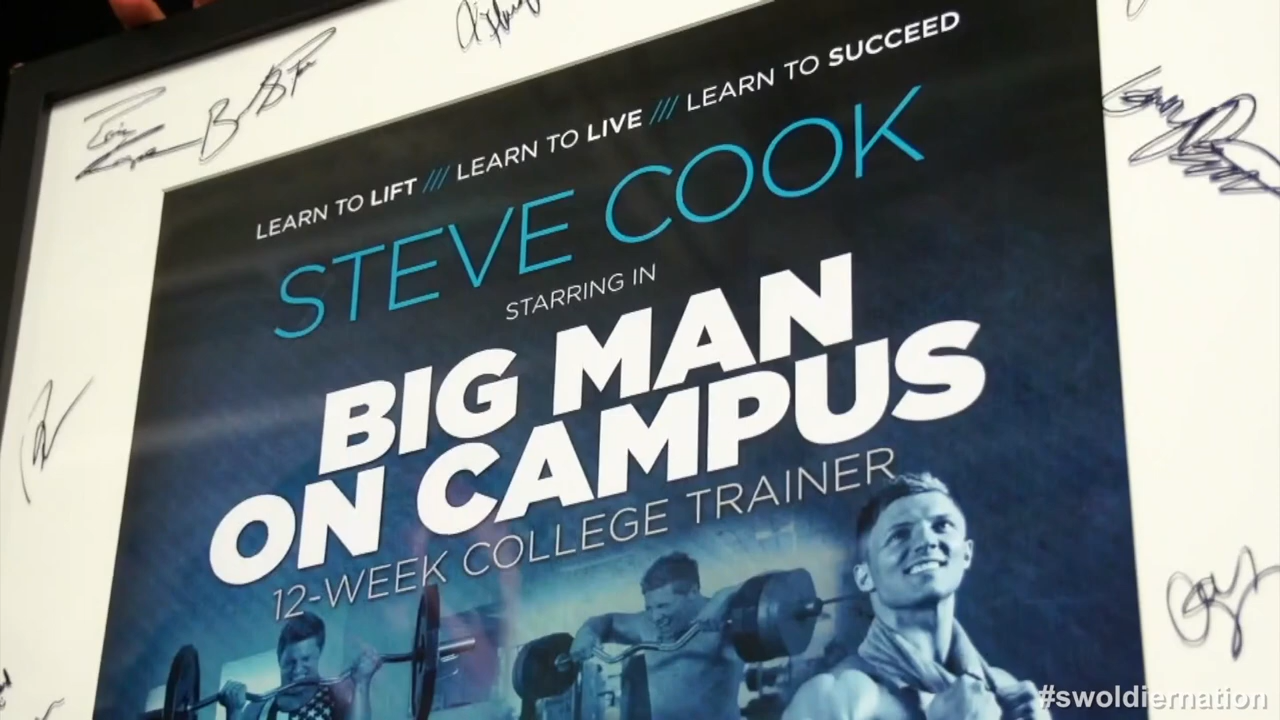 LEARN TO LIFT /// LEARN TO LIVE /// LEARN TO SUCCEED
STEVE COOK
STARRING IN
BIG MAN
ON CAMPUS
12-WEEK COLLEGE TRAINER
#swoldiernation